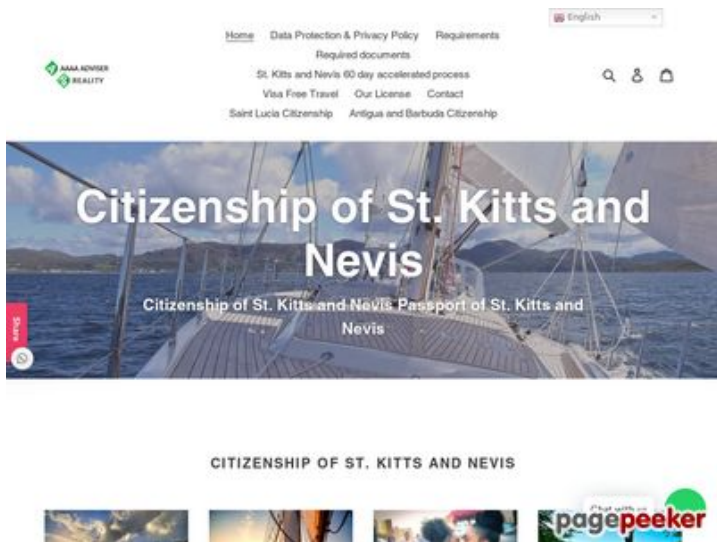 English
Home Data Protection & Privacy Policy Requirements
Required documents
AAAA ADVISER
REALITY
St. Kitts and Nevis 60 day accelerated process
Visa Free Travel Our License Contact
Saint Lucia Citizenship Antigua and Barbuda Citizenship
Citizenship of St. Kitts and
Nevis
Citizenship of St. Kitts and Nevis Passport of St. Kitts and
Nevis
Share
CITIZENSHIP OF ST. KITTS AND NEVIS
Chat with us
pagepeeker